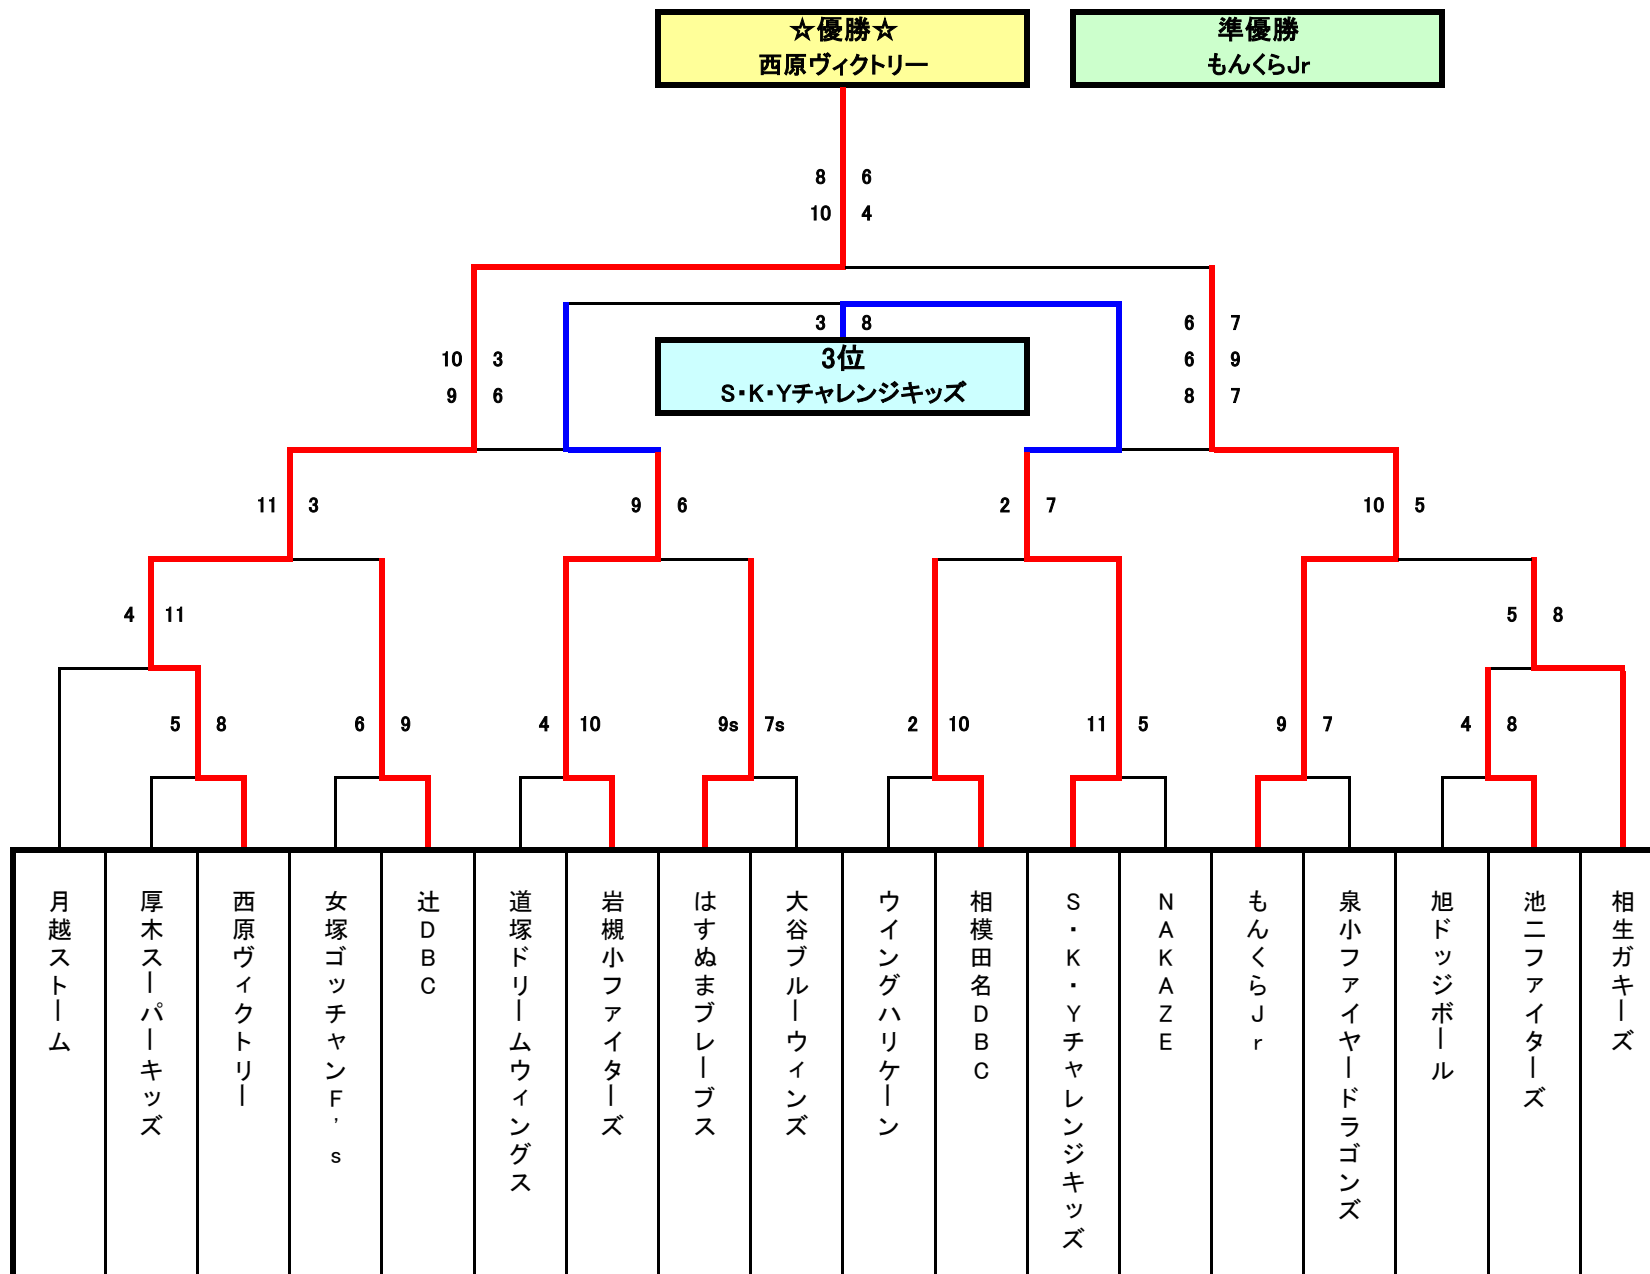 ☆優勝☆
西原ヴィクトリー
準優勝
もんくらJr
8 6
10 4
3 8
6 7
3位
S・K・Yチャレンジキッズ
10 3
6 9
9 6
8 7
11 3
9 6
2 7
10 5
4 11
5 8
5 8
6 9
4 10
9s 7s
2 10
11 5
9 7
4 8
月越ストーム
厚木スーパーキッズ
西原ヴィクトリー
女塚ゴッチャンF's
辻DBC
道塚ドリームウィングス
岩槻小ファイターズ
はすぬまブレーブス
大谷ブルーウィンズ
ウイングハリケーン
相模田名DBC
S・K・Yチャレンジキッズ
NAKAZE
もんくらJr
泉小ファイヤードラゴンズ
旭ドッジボール
池二ファイターズ
相生ガキーズ